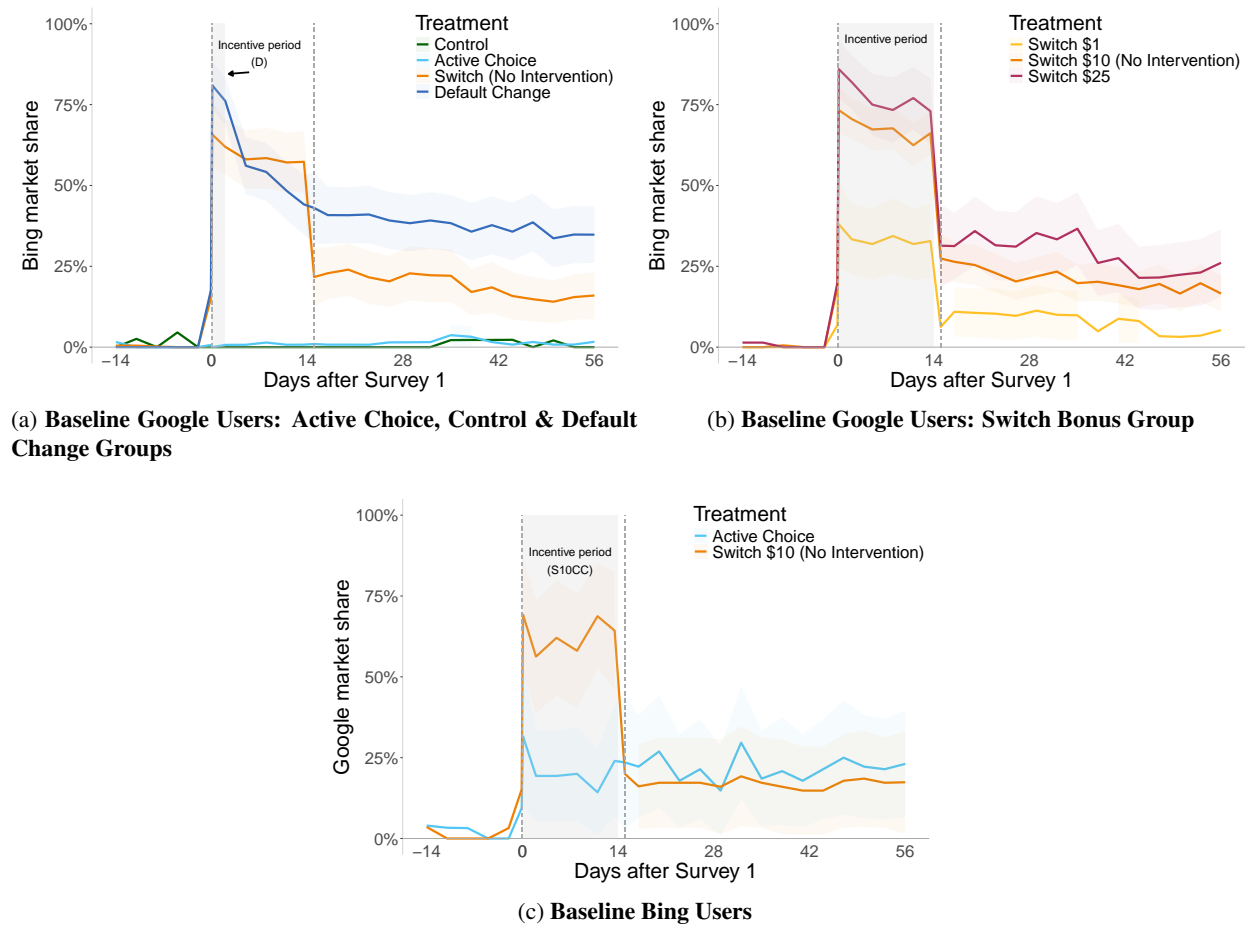 100%
75%
50%
25%
0%
Bing market share
−14
0
14
28
42
56
Days after Survey 1
Incentive period
(D)
Treatment
Control
Active Choice
Switch (No Intervention)
Default Change
(a) Baseline Google Users: Active Choice, Control & Default
Change Groups
100%
75%
50%
25%
0%
Bing market share
−14
0
14
28
42
56
Days after Survey 1
Incentive period
Treatment
Switch $1
Switch $10 (No Intervention)
Switch $25
(b) Baseline Google Users: Switch Bonus Group
100%
75%
50%
25%
0%
Google market share
−14
0
14
28
42
56
Days after Survey 1
Incentive period
(S10CC)
Treatment
Active Choice
Switch $10 (No Intervention)
(c) Baseline Bing Users